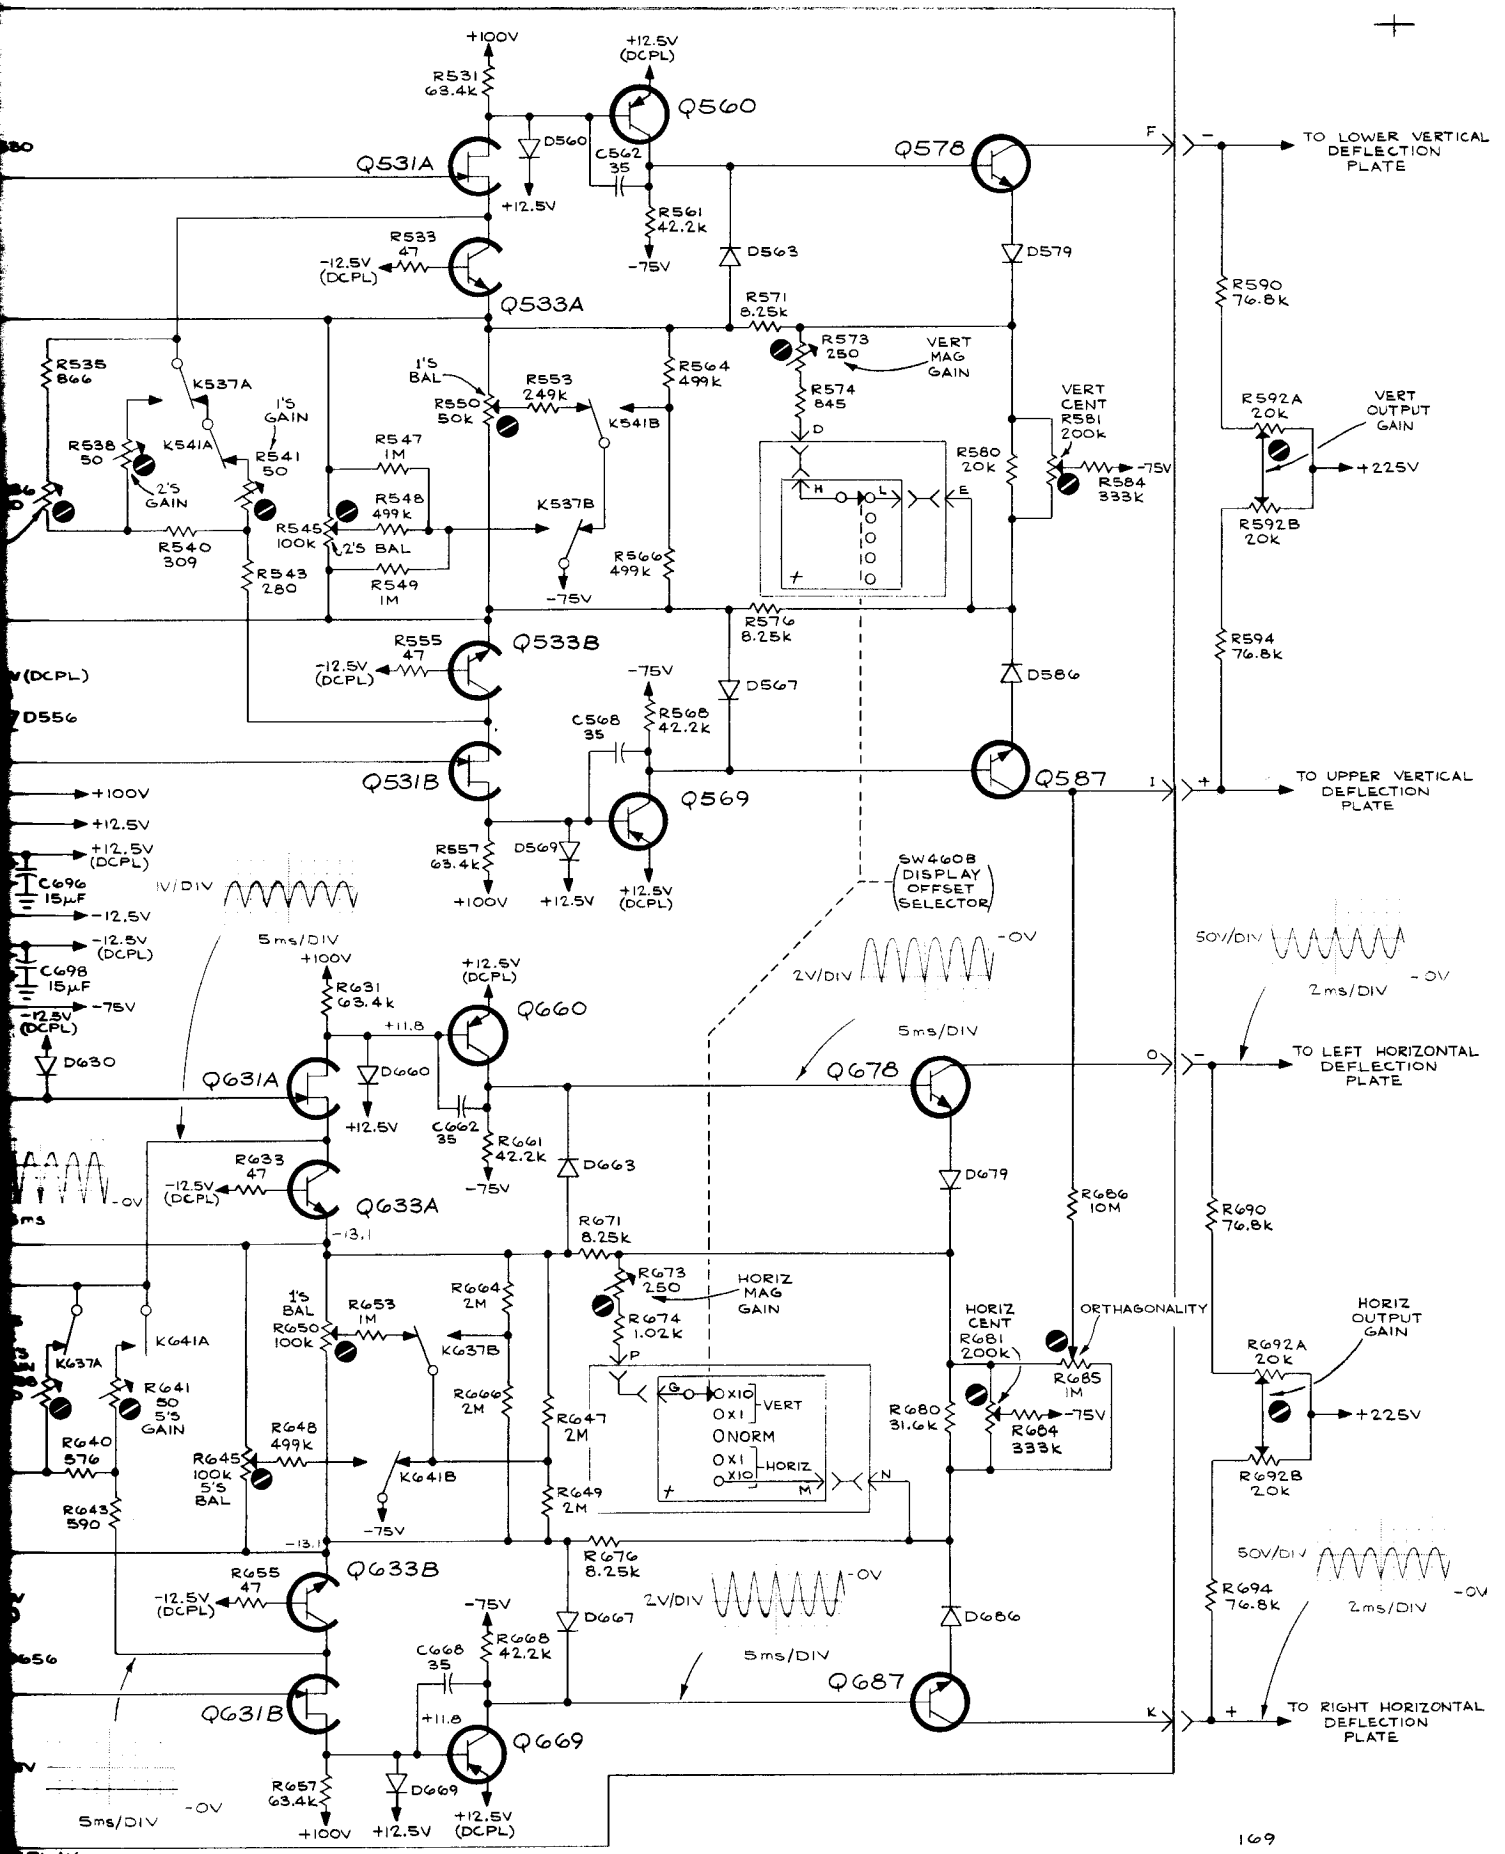 +100V
R531
63.4K
+12.5V
(DCPL)
Q560
D560
Q531A
C562
35
+12.5V
R561
42.2K
-75V
Q578
F
-
TO LOWER VERTICAL
DEFLECTION
PLATE
R533
47
-12.5V
(DCPL)
Q533A
D563
D579
R590
76.8K
R571
8.25K
R573
250
VERT
MAG
GAIN
R574
845
D
R535
866
K537A
1'S
GAIN
R538
50
K541A
R541
50
2'S
GAIN
R540
309
R543
280
1'S
BAL
R550
50K
R553
249K
K541B
R564
499K
R547
1M
R548
499K
R545
100K
2'S BAL
R549
1M
K537B
-75V
R566
499K
H
L
E
+
R580
20K
VERT
CENT
R581
200K
-75V
R584
333K
R592A
20K
VERT
OUTPUT
GAIN
+225V
R592B
20K
R576
8.25K
R555
47
-12.5V
(DCPL)
Q533B
(DCPL)
D556
-75V
R568
42.2K
C568
35
D567
D586
R594
76.8K
Q531B
Q569
Q587
I
+
TO UPPER VERTICAL
DEFLECTION
PLATE
+100V
+12.5V
+12.5V
(DCPL)
C696
15µF
-12.5V
-12.5V
(DCPL)
C698
15µF
-75V
-12.5V
(DCPL)
D630
R557
63.4K
+100V
D569
+12.5V
+12.5V
(DCPL)
1V/DIV
5ms/DIV
SW460B
DISPLAY
OFFSET
SELECTOR
2V/DIV
-0V
5ms/DIV
50V/DIV
-0V
2ms/DIV
+100V
R631
63.4K
+12.5V
(DCPL)
Q660
+11.8
Q631A
D660
+12.5V
C662
35
R661
42.2K
-75V
Q678
O
-
TO LEFT HORIZONTAL
DEFLECTION
PLATE
-0V
R633
47
-12.5V
(DCPL)
Q633A
-13.1
D663
D679
R686
10M
R690
76.8K
R671
8.25K
R673
250
HORIZ
MAG
GAIN
R674
1.02K
P
1'S
BAL
R650
100K
R653
1M
R664
2M
K637B
R666
2M
R647
2M
R649
2M
K637A
K641A
R641
50
5'S
GAIN
R640
576
R643
590
R648
499K
R645
100K
5'S
BAL
K641B
-75V
G
X10
X1
VERT
NORM
X1
X10
HORIZ
M
N
+
HORIZ
CENT
R681
200K
ORTHAGONALITY
R685
1M
R680
31.6K
-75V
R684
333K
R692A
20K
HORIZ
OUTPUT
GAIN
+225V
R692B
20K
-13.1
R676
8.25K
R655
47
-12.5V
(DCPL)
Q633B
2V/DIV
-0V
5ms/DIV
50V/DIV
-0V
2ms/DIV
-75V
R668
42.2K
C668
35
D667
D686
R694
76.8K
Q631B
+11.8
Q669
Q687
K
+
TO RIGHT HORIZONTAL
DEFLECTION
PLATE
-0V
5ms/DIV
R657
63.4K
+100V
D669
+12.5V
+12.5V
(DCPL)
169